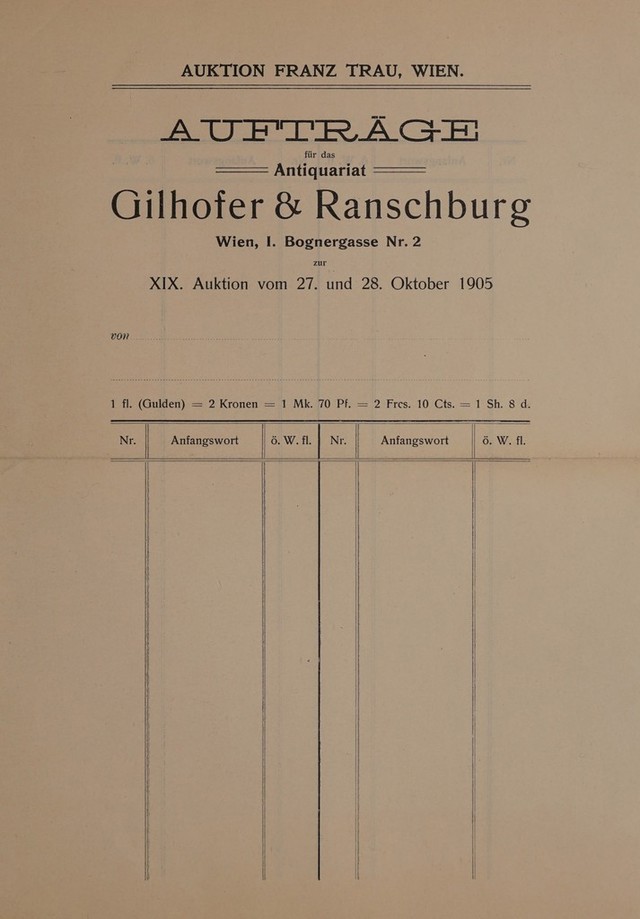 AUKTION FRANZ TRAU, WIEN.
AUFTRÄGE
für das
Antiquariat
Gilhofer & Ranschburg
Wien, I. Bognergasse Nr. 2
zur
XIX. Auktion vom 27. und 28. Oktober 1905
von
1 fl. (Gulden) = 2 Kronen = 1 Mk. 70 Pf. = 2 Frcs. 10 Cts. = 1 Sh. 8 d.
Nr. Anfangswort ö. W. fl. Nr. Anfangswort ö. W. fl.